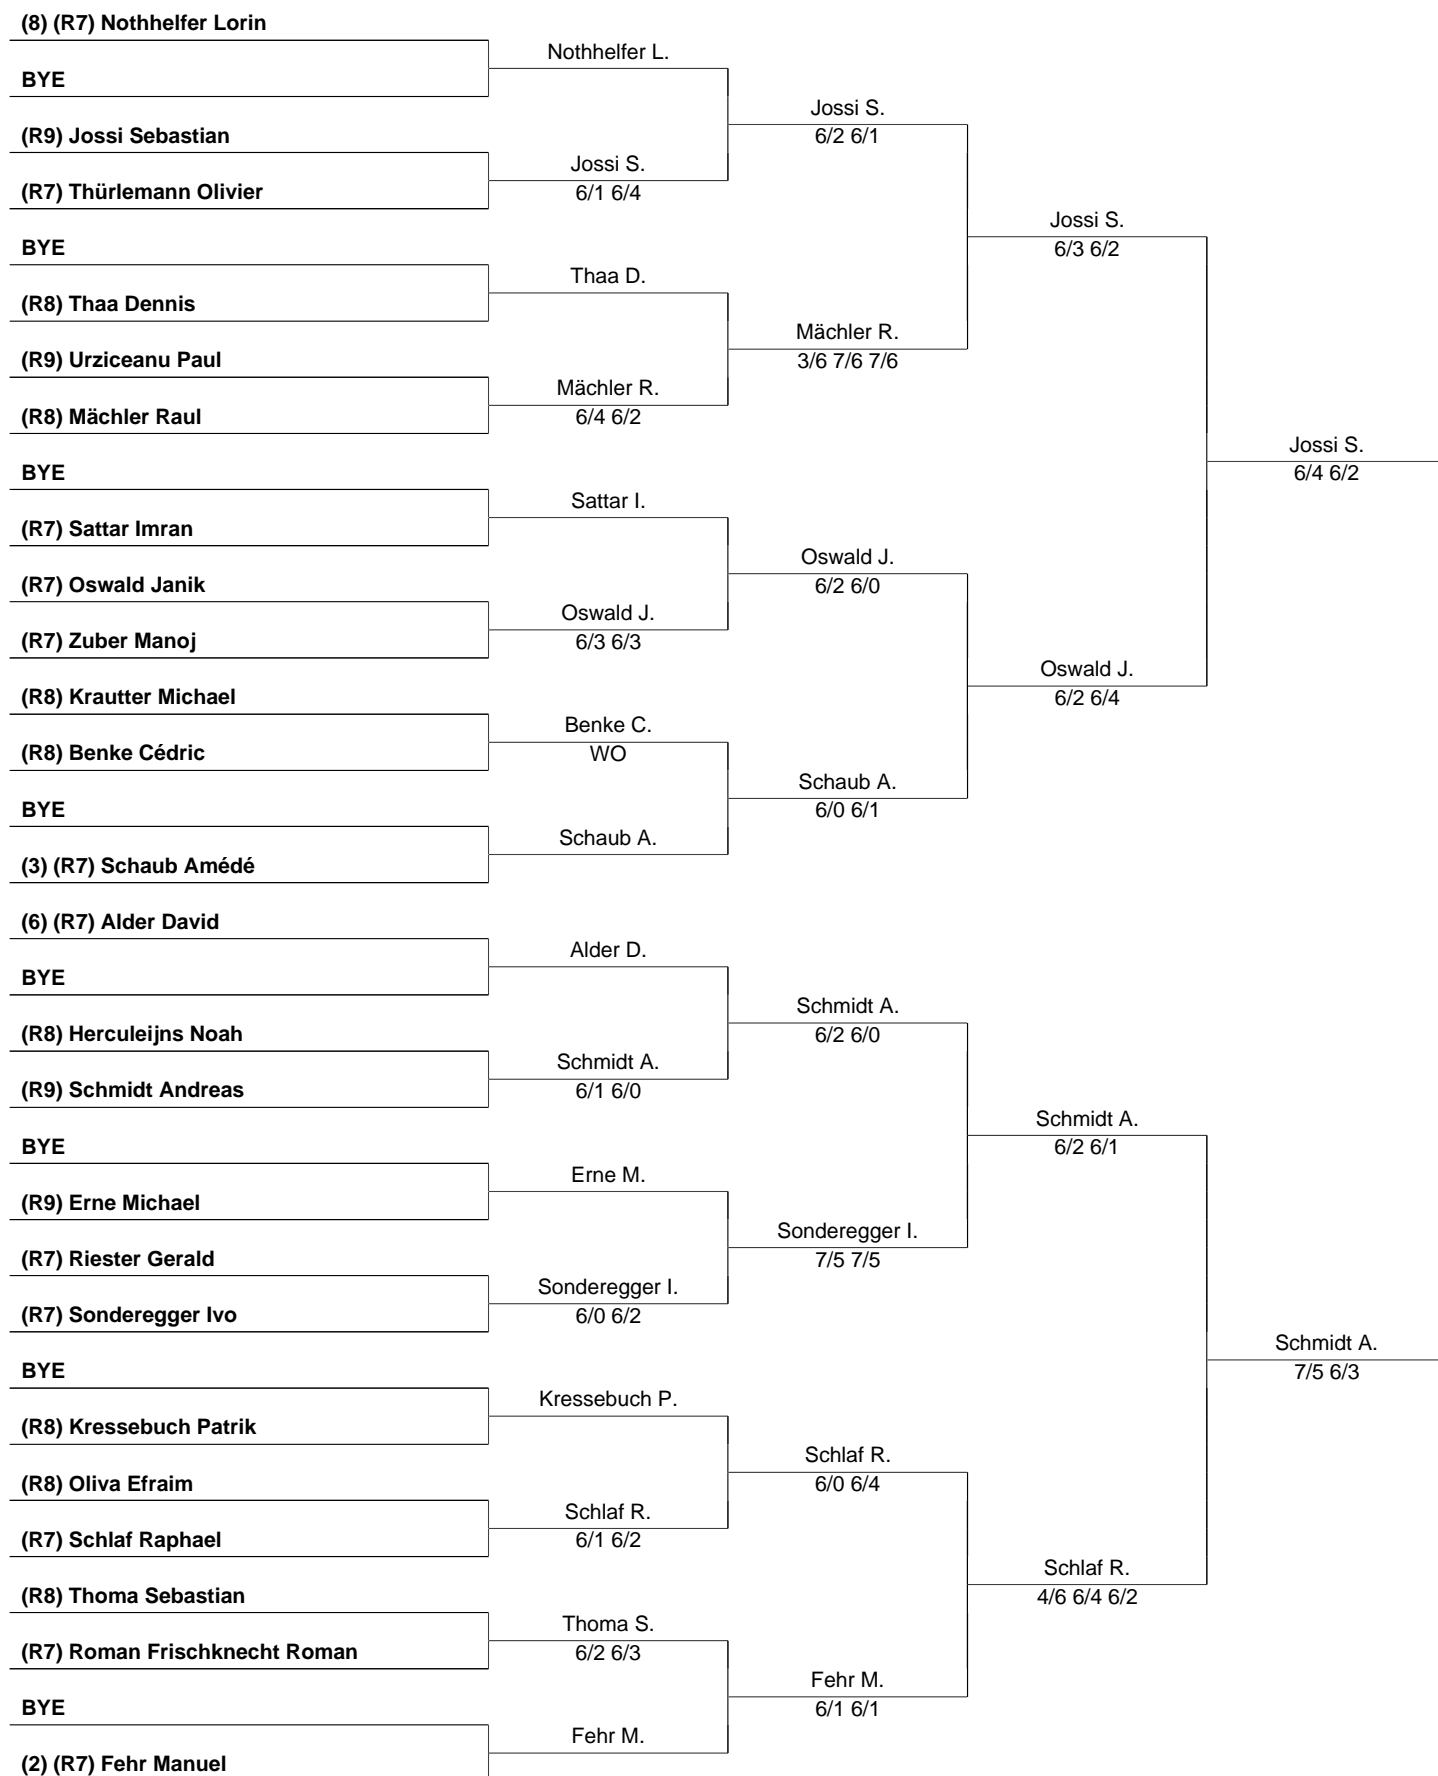 (8) (R7) Nothhelfer Lorin
Nothhelfer L.
BYE
Jossi S.
6/2 6/1
(R9) Jossi Sebastian
Jossi S.
6/1 6/4
(R7) Thürlemann Olivier
Jossi S.
6/3 6/2
BYE
Thaa D.
(R8) Thaa Dennis
Mächler R.
3/6 7/6 7/6
(R9) Urziceanu Paul
Mächler R.
6/4 6/2
(R8) Mächler Raul
Jossi S.
6/4 6/2
BYE
Sattar I.
(R7) Sattar Imran
Oswald J.
6/2 6/0
(R7) Oswald Janik
Oswald J.
6/3 6/3
(R7) Zuber Manoj
Oswald J.
6/2 6/4
(R8) Krautter Michael
Benke C.
WO
(R8) Benke Cédric
Schaub A.
6/0 6/1
BYE
Schaub A.
(3) (R7) Schaub Amédé
(6) (R7) Alder David
Alder D.
BYE
Schmidt A.
6/2 6/0
(R8) Herculeijns Noah
Schmidt A.
6/1 6/0
(R9) Schmidt Andreas
Schmidt A.
6/2 6/1
BYE
Erne M.
(R9) Erne Michael
Sonderegger I.
7/5 7/5
(R7) Riester Gerald
Sonderegger I.
6/0 6/2
(R7) Sonderegger Ivo
Schmidt A.
7/5 6/3
BYE
Kressebuch P.
(R8) Kressebuch Patrik
Schlaf R.
6/0 6/4
(R8) Oliva Efraim
Schlaf R.
6/1 6/2
(R7) Schlaf Raphael
Schlaf R.
4/6 6/4 6/2
(R8) Thoma Sebastian
Thoma S.
6/2 6/3
(R7) Roman Frischknecht Roman
Fehr M.
6/1 6/1
BYE
Fehr M.
(2) (R7) Fehr Manuel